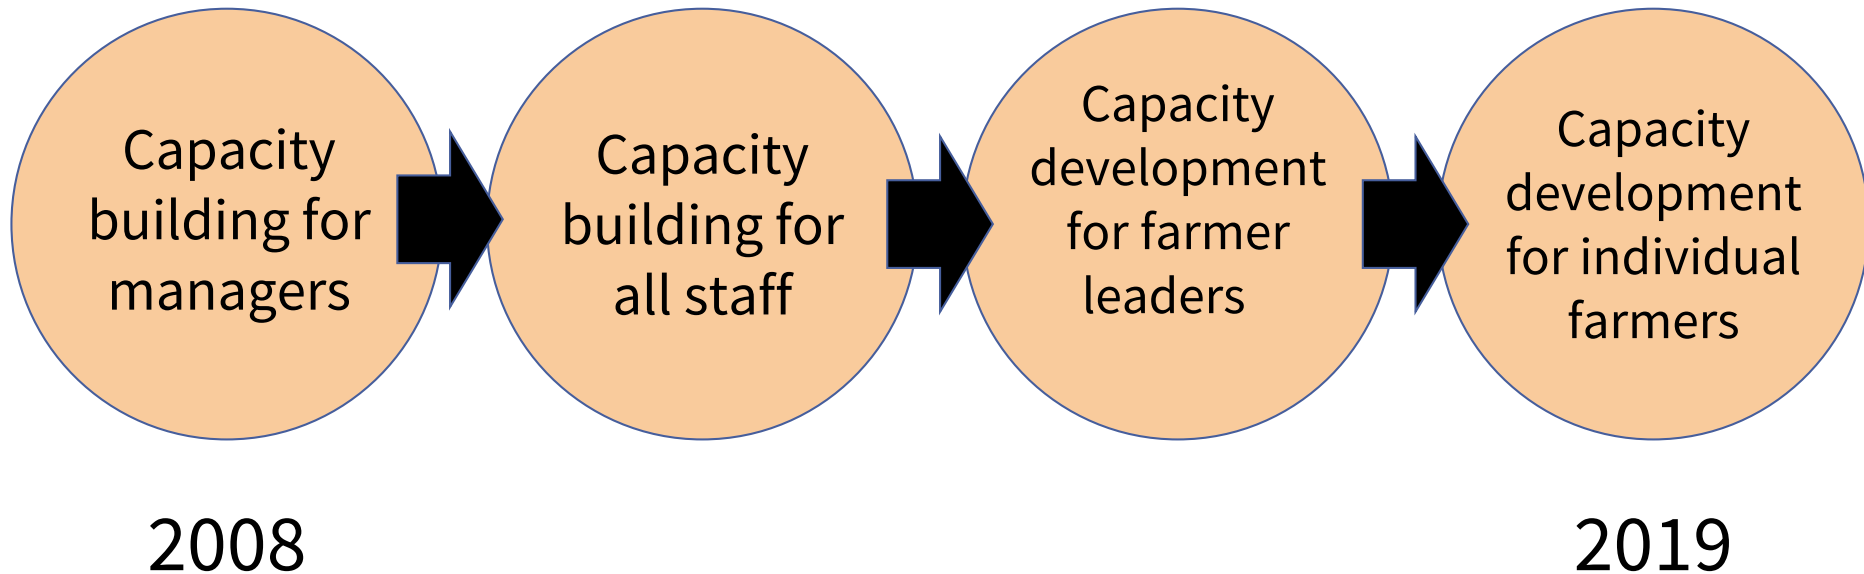 Capacity
building for
managers
Capacity
building for
all staff
Capacity
development
for farmer
leaders
Capacity
development
for individual
farmers
2008
2019